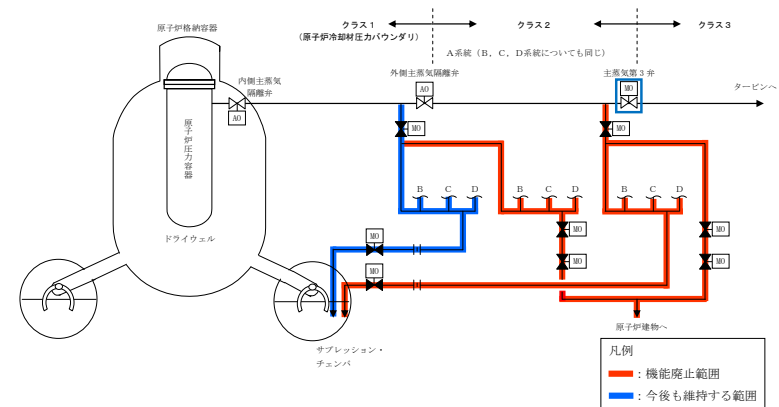 原子炉格納容器
クラス1
(原子炉冷却材圧力バウンダリ)
クラス2
クラス3
A系統(B、C、D系統についても同じ)
内側主蒸気
隔離弁
外側主蒸気隔離弁
主蒸気第3弁
タービンへ
AO
AO
MO
MO
MO
原子炉圧力容器
B
C
D
B
C
D
B
C
D
ドライウェル
MO
MO
MO
MO
MO
MO
サプレッション・
チェンバ
原子炉建物へ
凡例
:機能廃止範囲
:今後も維持する範囲